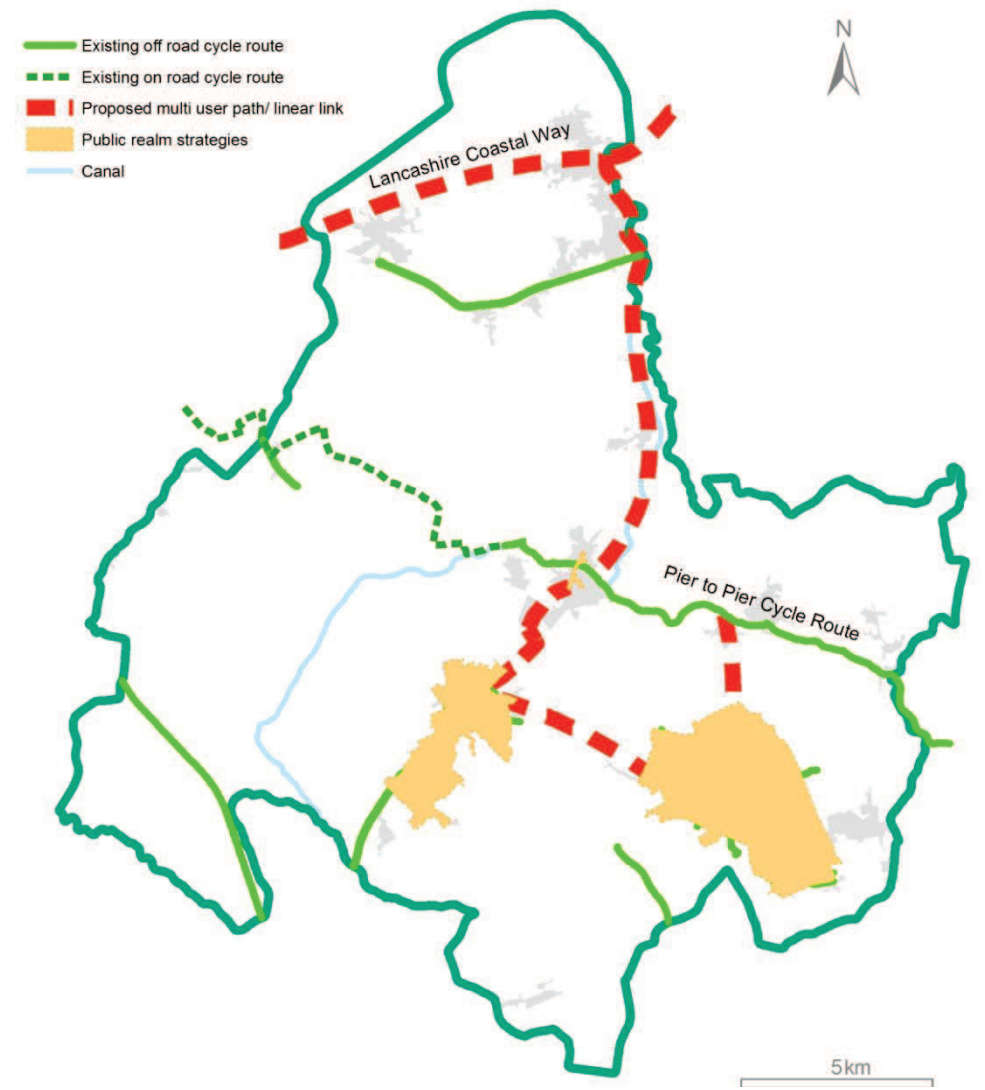 Existing off road cycle route
Existing on road cycle route
Proposed multi user path/ linear link
Public realm strategies
Canal
N
Lancashire Coastal Way
Pier to Pier Cycle Route
5km